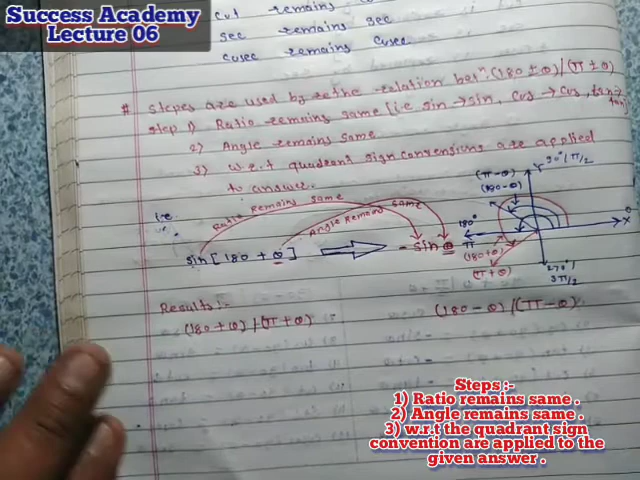 Success Academy
Lecture 06
cut remains
sec remains sec
cosec remains cosec
# Stepes are used by retine relation betn (180 ± θ)/(π ± θ)
Step 1) Ratio remains same [i.e sin → sin, cos → cos, tan → tan]
2) Angle remains same
3) w.r.t quadrant sign convensions are applied
to answer.
i.e
Ratio Remains same
Angle Remains same
sin [180 + θ] ⟹ - sin θ
Y 90° / π/2
(π - θ)
(180 - θ)
180°
π
(180+θ)
(π + θ)
270° /
3π/2
Results :-
(180 + θ) / (π + θ)
(180 - θ) / (π - θ)
Steps :-
1) Ratio remains same .
2) Angle remains same .
3) w.r.t the quadrant sign
convention are applied to the
given answer .